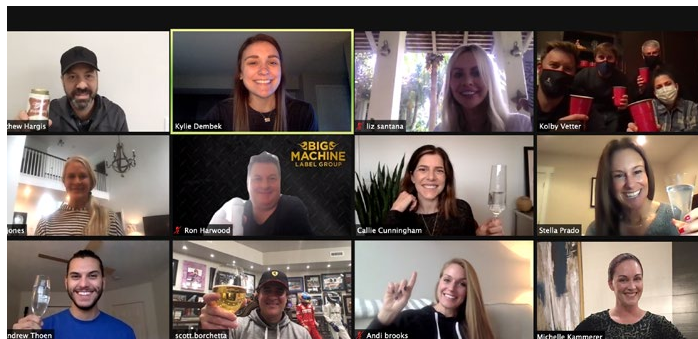 thew Hargis
Kylie Dembek
liz santana
Kolby Vetter
BIG
MACHINE
LABEL GROUP
ones
Ron Harwood
Callie Cunningham
Stella Prado
ndrew Thoen
scott.borchetta
Andi brooks
Michelle Kammerer